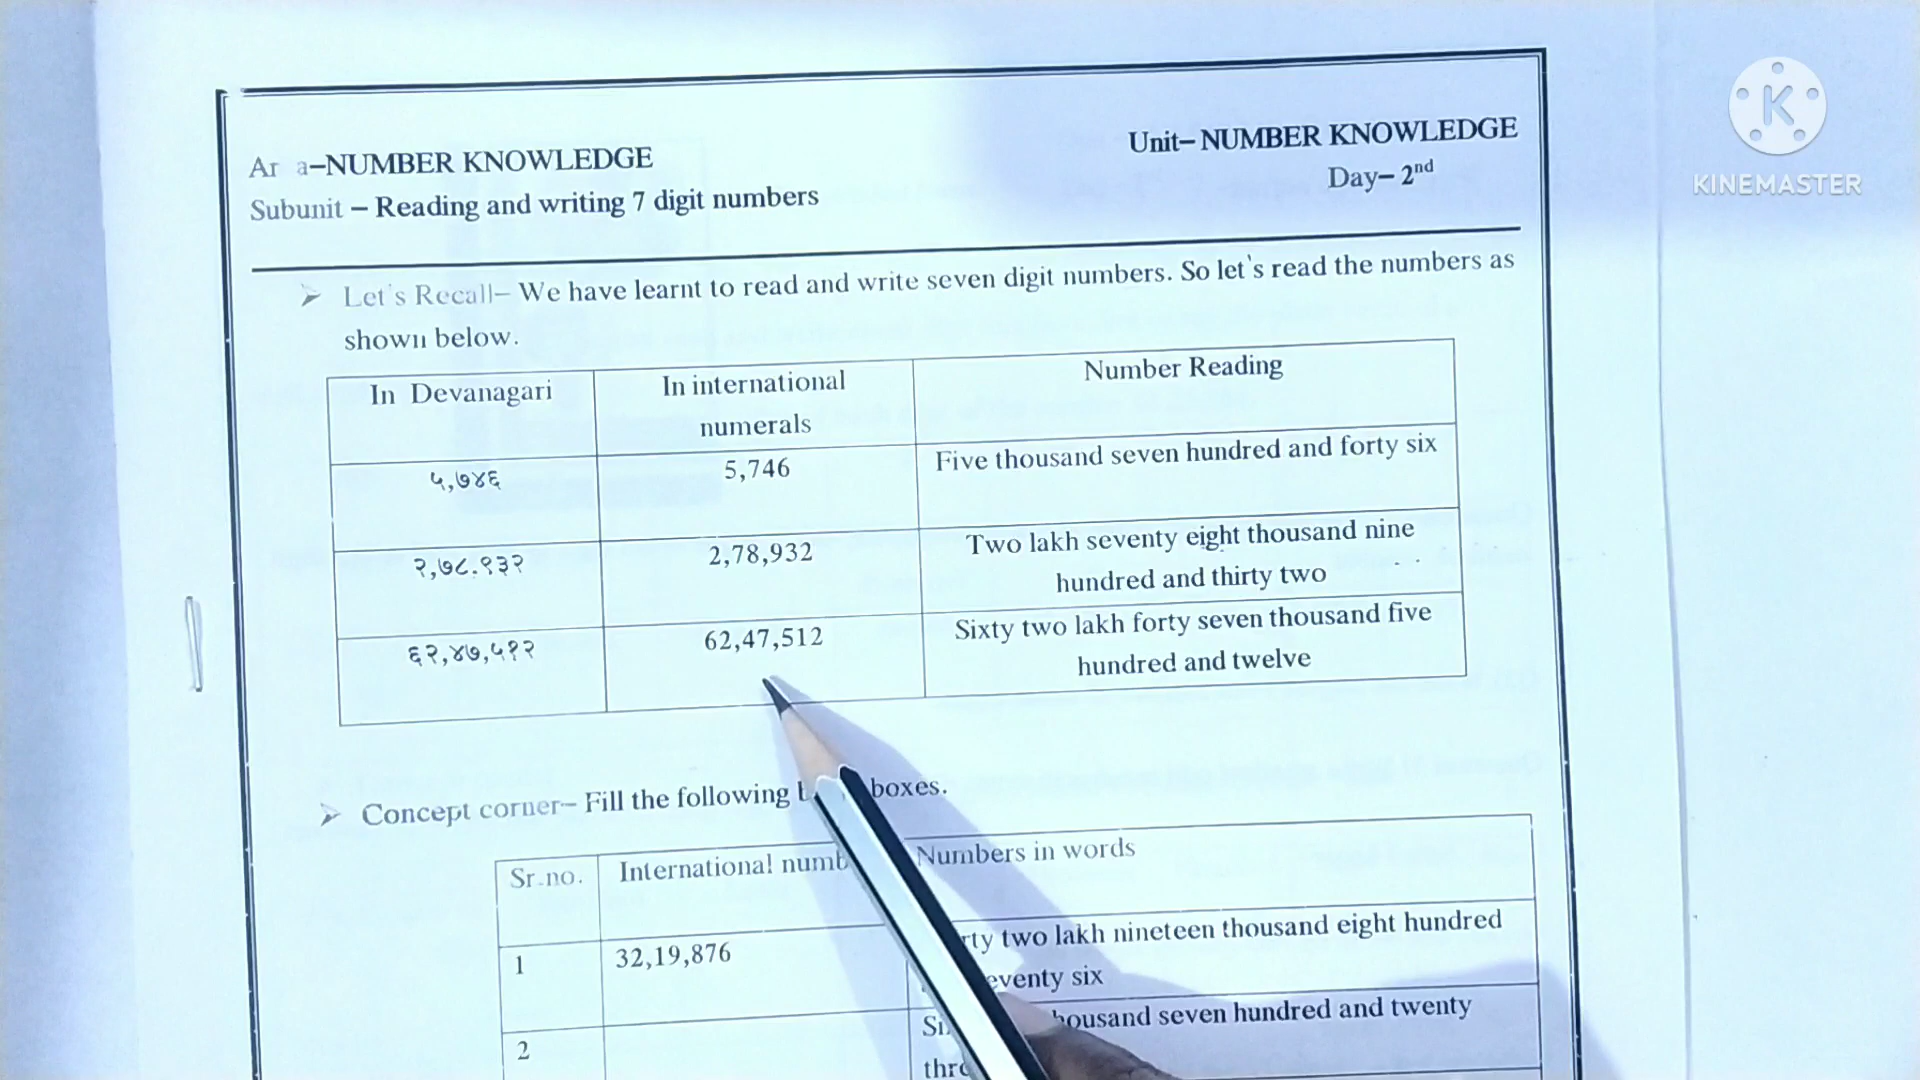 Unit– NUMBER KNOWLEDGE
Ar a–NUMBER KNOWLEDGE
Day– 2nd
Subunit – Reading and writing 7 digit numbers
KINEMASTER
➢ Let's Recall– We have learnt to read and write seven digit numbers. So let's read the numbers as
shown below.
In Devanagari
In international
numerals
Number Reading
५,७४६
5,746
Five thousand seven hundred and forty six
२,७८.९३२
2,78,932
Two lakh seventy eight thousand nine
hundred and thirty two
६२,४७,५१२
62,47,512
Sixty two lakh forty seven thousand five
hundred and twelve
➢ Concept corner– Fill the following boxes.
Sr.no.
International numb
Numbers in words
1
32,19,876
two lakh nineteen thousand eight hundred
six
2
seven hundred and twenty